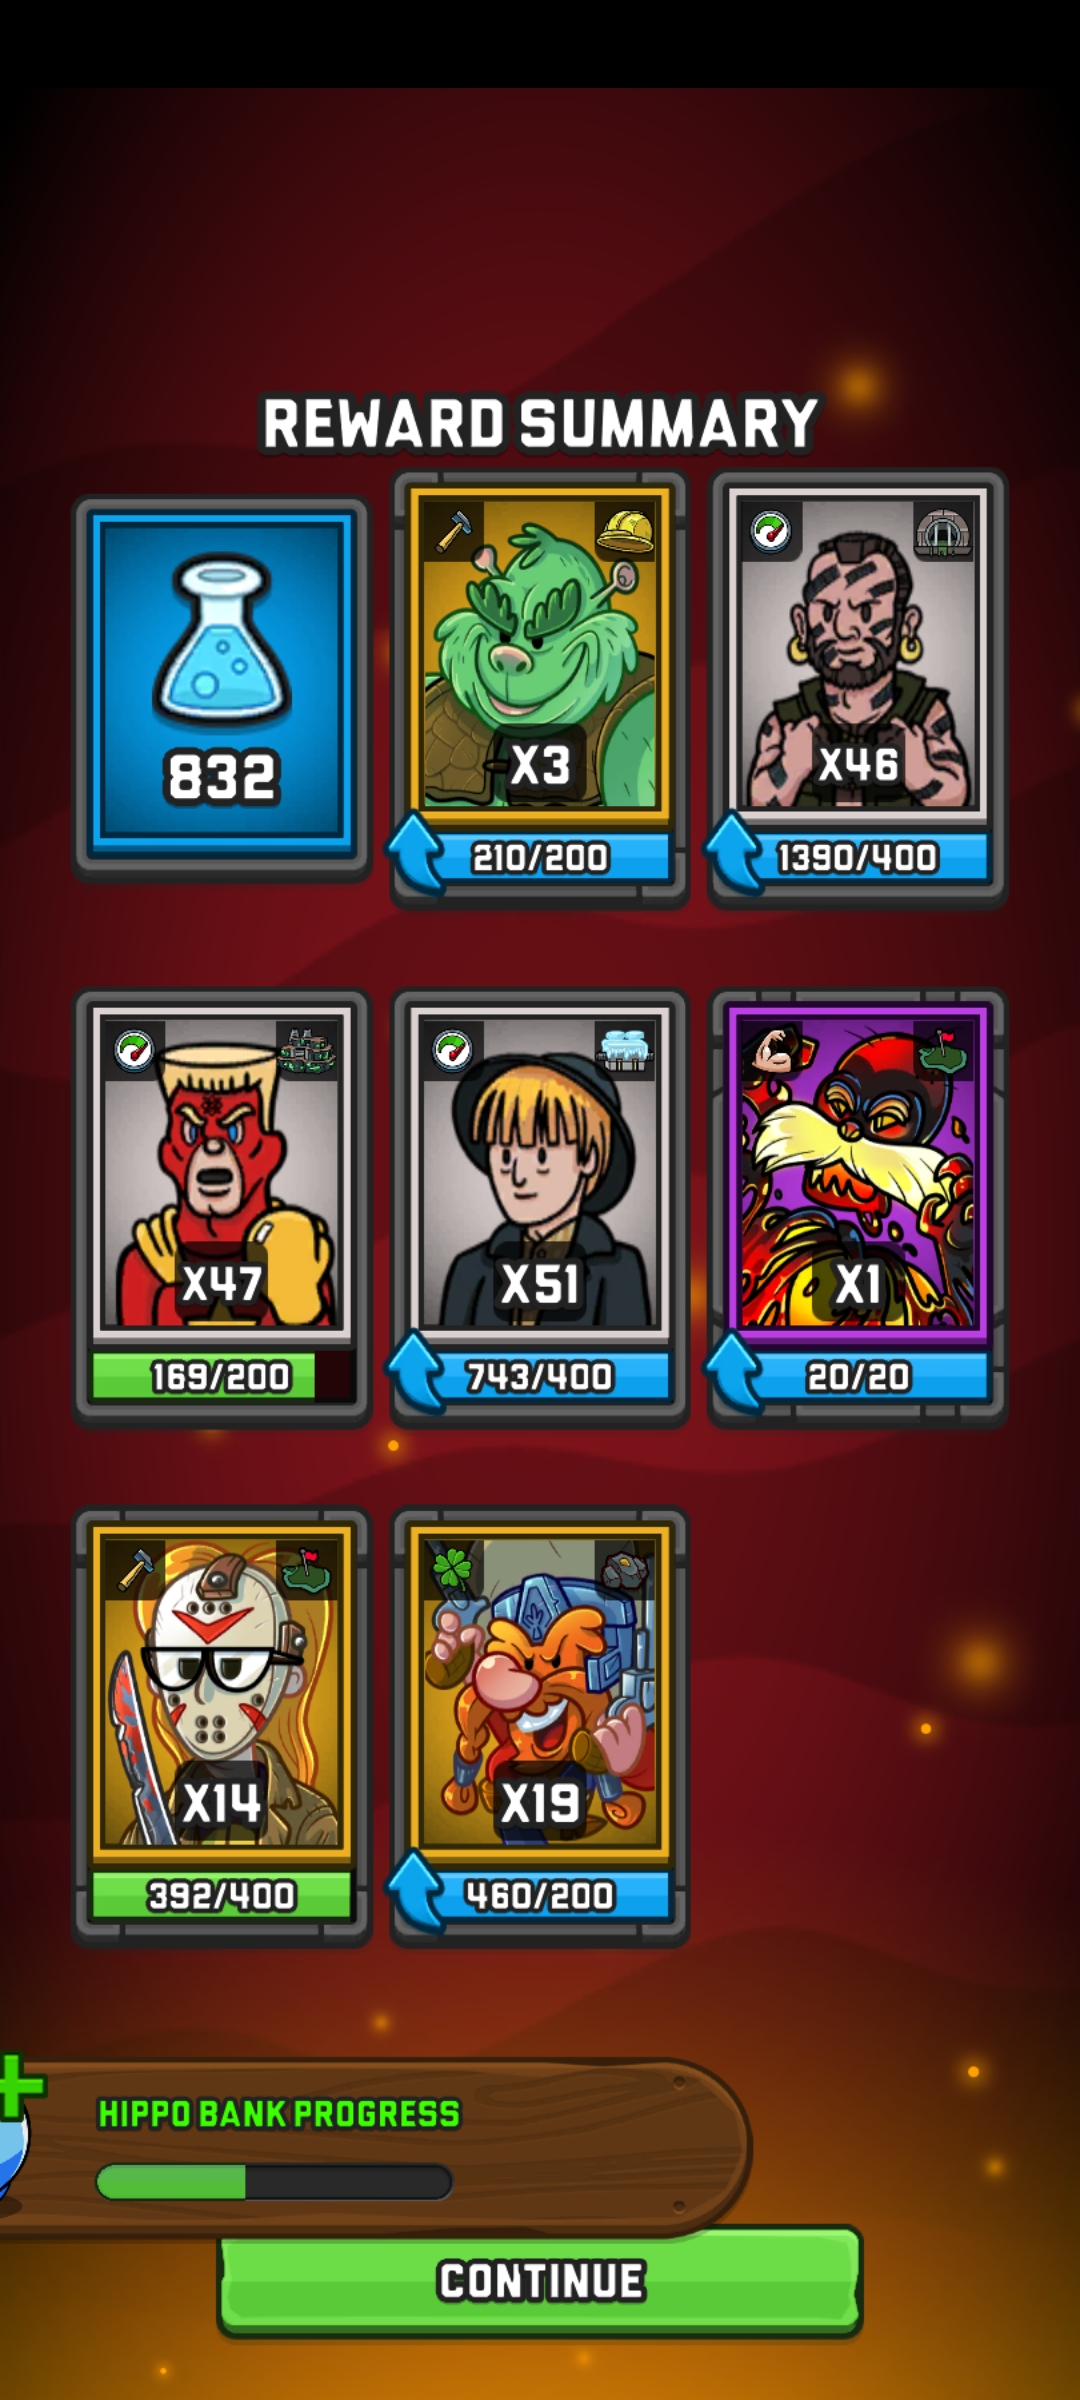 REWARD SUMMARY
832
X3
210/200
X46
1390/400
X47
169/200
X51
743/400
X1
20/20
X14
392/400
X19
460/200
HIPPO BANK PROGRESS
CONTINUE